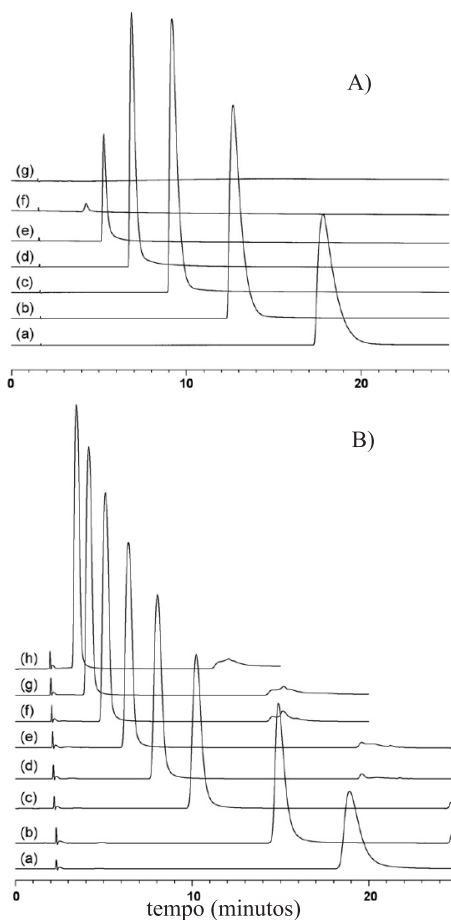 A)
(g)
(f)
(e)
(d)
(c)
(b)
(a)
0 10 20
B)
(h)
(g)
(f)
(e)
(d)
(c)
(b)
(a)
0 10 20
tempo (minutos)